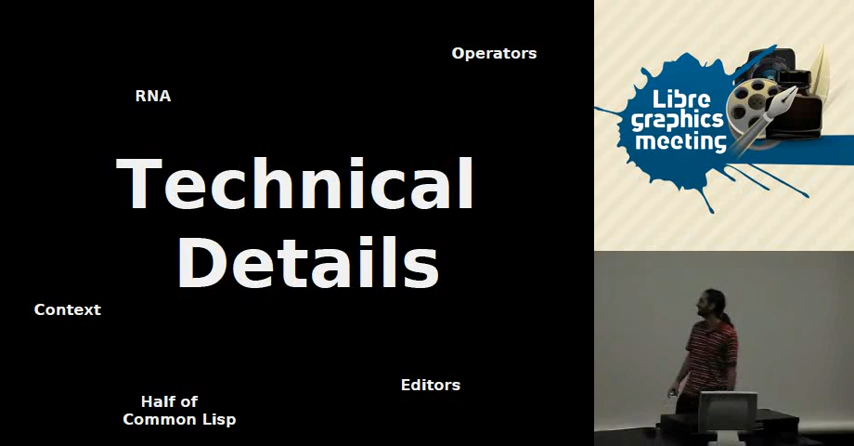 Operators
RNA
Technical
Details
Context
Editors
Half of
Common Lisp
Libre
graphics
meeting